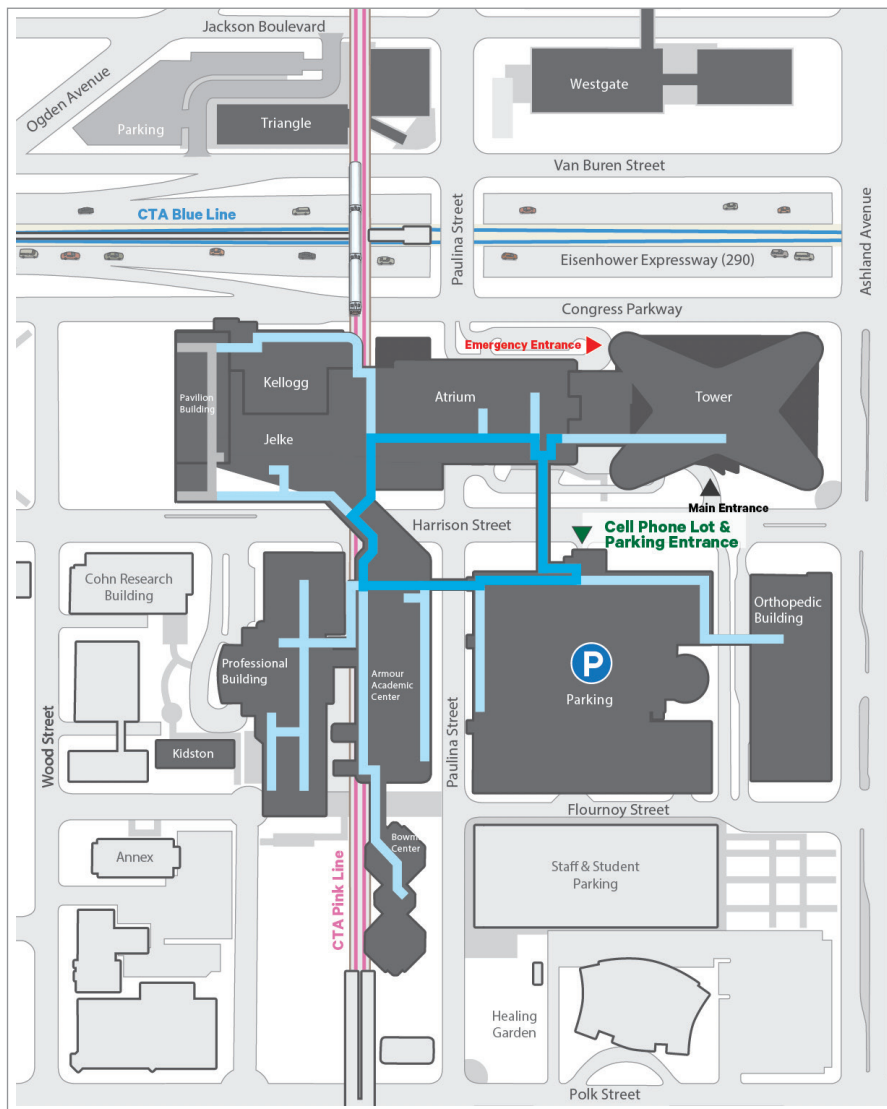 Jackson Boulevard
Ogden Avenue
Parking
Triangle
Westgate
Van Buren Street
CTA Blue Line
Paulina Street
Ashland Avenue
Eisenhower Expressway (290)
Congress Parkway
Emergency Entrance
Kellogg
Pavilion
Building
Atrium
Tower
Jelke
Main Entrance
Harrison Street
Cell Phone Lot &
Parking Entrance
Cohn Research
Building
Orthopedic
Building
Professional
Building
Armour
Academic
Center
P
Parking
Wood Street
Kidston
Paulina Street
Flournoy Street
Bowm
Center
Annex
Staff & Student
Parking
CTA Pink Line
Healing
Garden
Polk Street